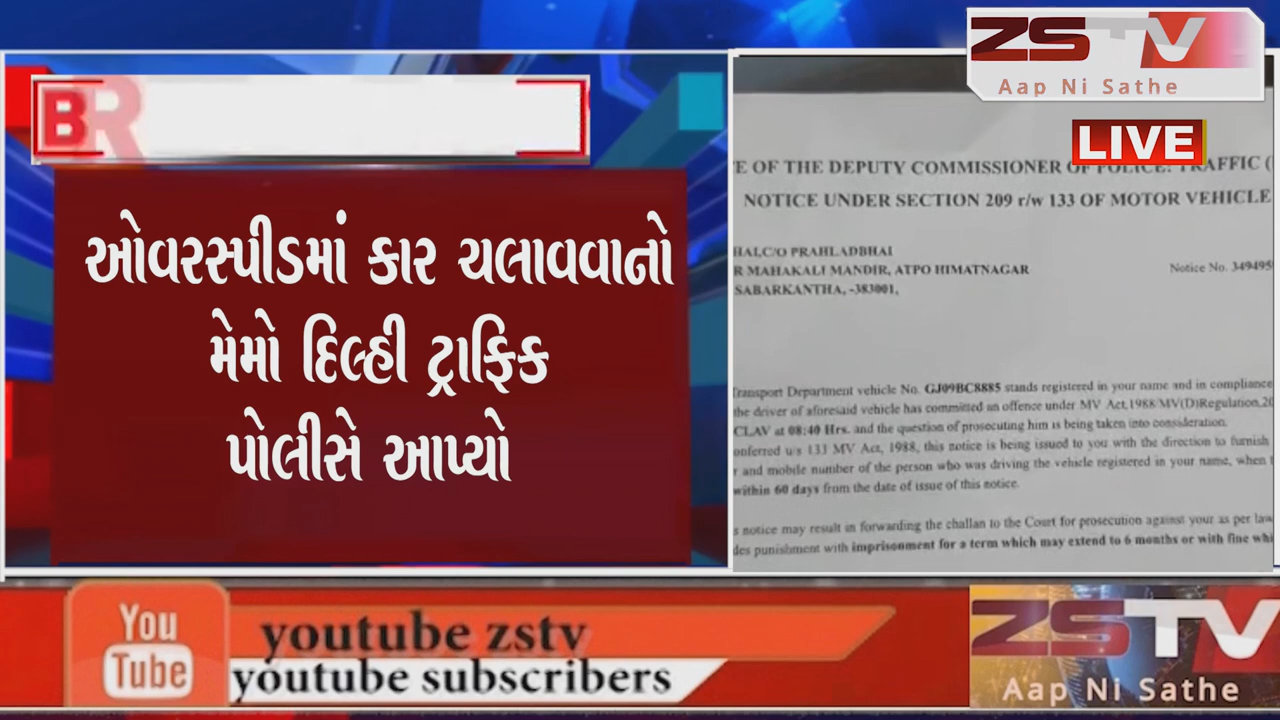 ZSTV
Aap Ni Sathe
LIVE
BR
ઓવરસ્પીડમાં કાર ચલાવવાનો
મેમો દિલ્હી ટ્રાફિક
પોલીસે આપ્યો
E OF THE DEPUTY COMMISSIONER OF POLICE: TRAFFIC (
NOTICE UNDER SECTION 209 r/w 133 OF MOTOR VEHICLE
HALC/O PRAHLADBHAI
R MAHAKALI MANDIR, ATPO HIMATNAGAR
Notice No. 349495
SABARKANTHA, -383001,
Transport Department vehicle No. GJ09BC8885 stands registered in your name and in compliance
the driver of aforesaid vehicle has committed an offence under MV Act,1988/MV(D)Regulation,20
CLAV at 08:40 Hrs. and the question of prosecuting him is being taken into consideration.
onferred u/s 133 MV Act, 1988, this notice is being issued to you with the direction to furnish
r and mobile number of the person who was driving the vehicle registered in your name, when t
within 60 days from the date of issue of this notice.
s notice may result in forwarding the challan to the Court for prosecution against your as per law
des punishment with imprisonment for a term which may extend to 6 months or with fine whi
You
Tube
youtube zstv
youtube subscribers
ZSTV
Aap Ni Sathe